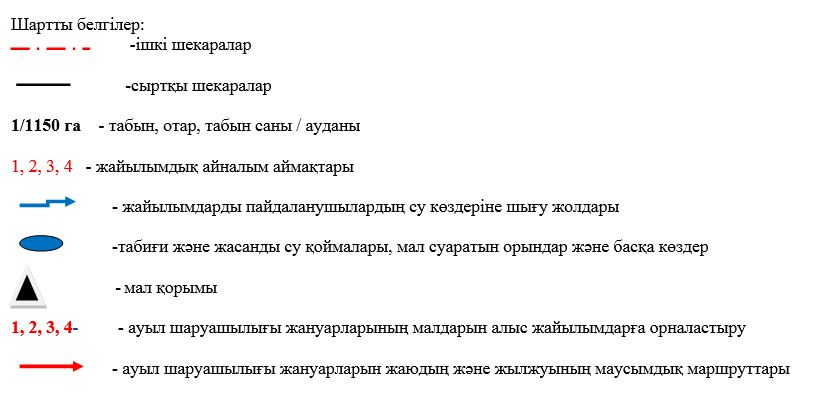 Шартты белгілер:
-ішкі шекаралар
-сыртқы шекаралар
1/1150 га - табын, отар, табын саны / ауданы
1, 2, 3, 4 - жайылымдық айналым аймақтары
- жайылымдарды пайдаланушылардың су көздеріне шығу жолдары
-табиғи және жасанды су қоймалары, мал суаратын орындар және басқа көздер
- мал қорымы
1, 2, 3, 4- - ауыл шаруашылығы жануарларының малдарын алыс жайылымдарға орналастыру
- ауыл шаруашылығы жануарларын жаюдың және жылжуының маусымдық маршруттары